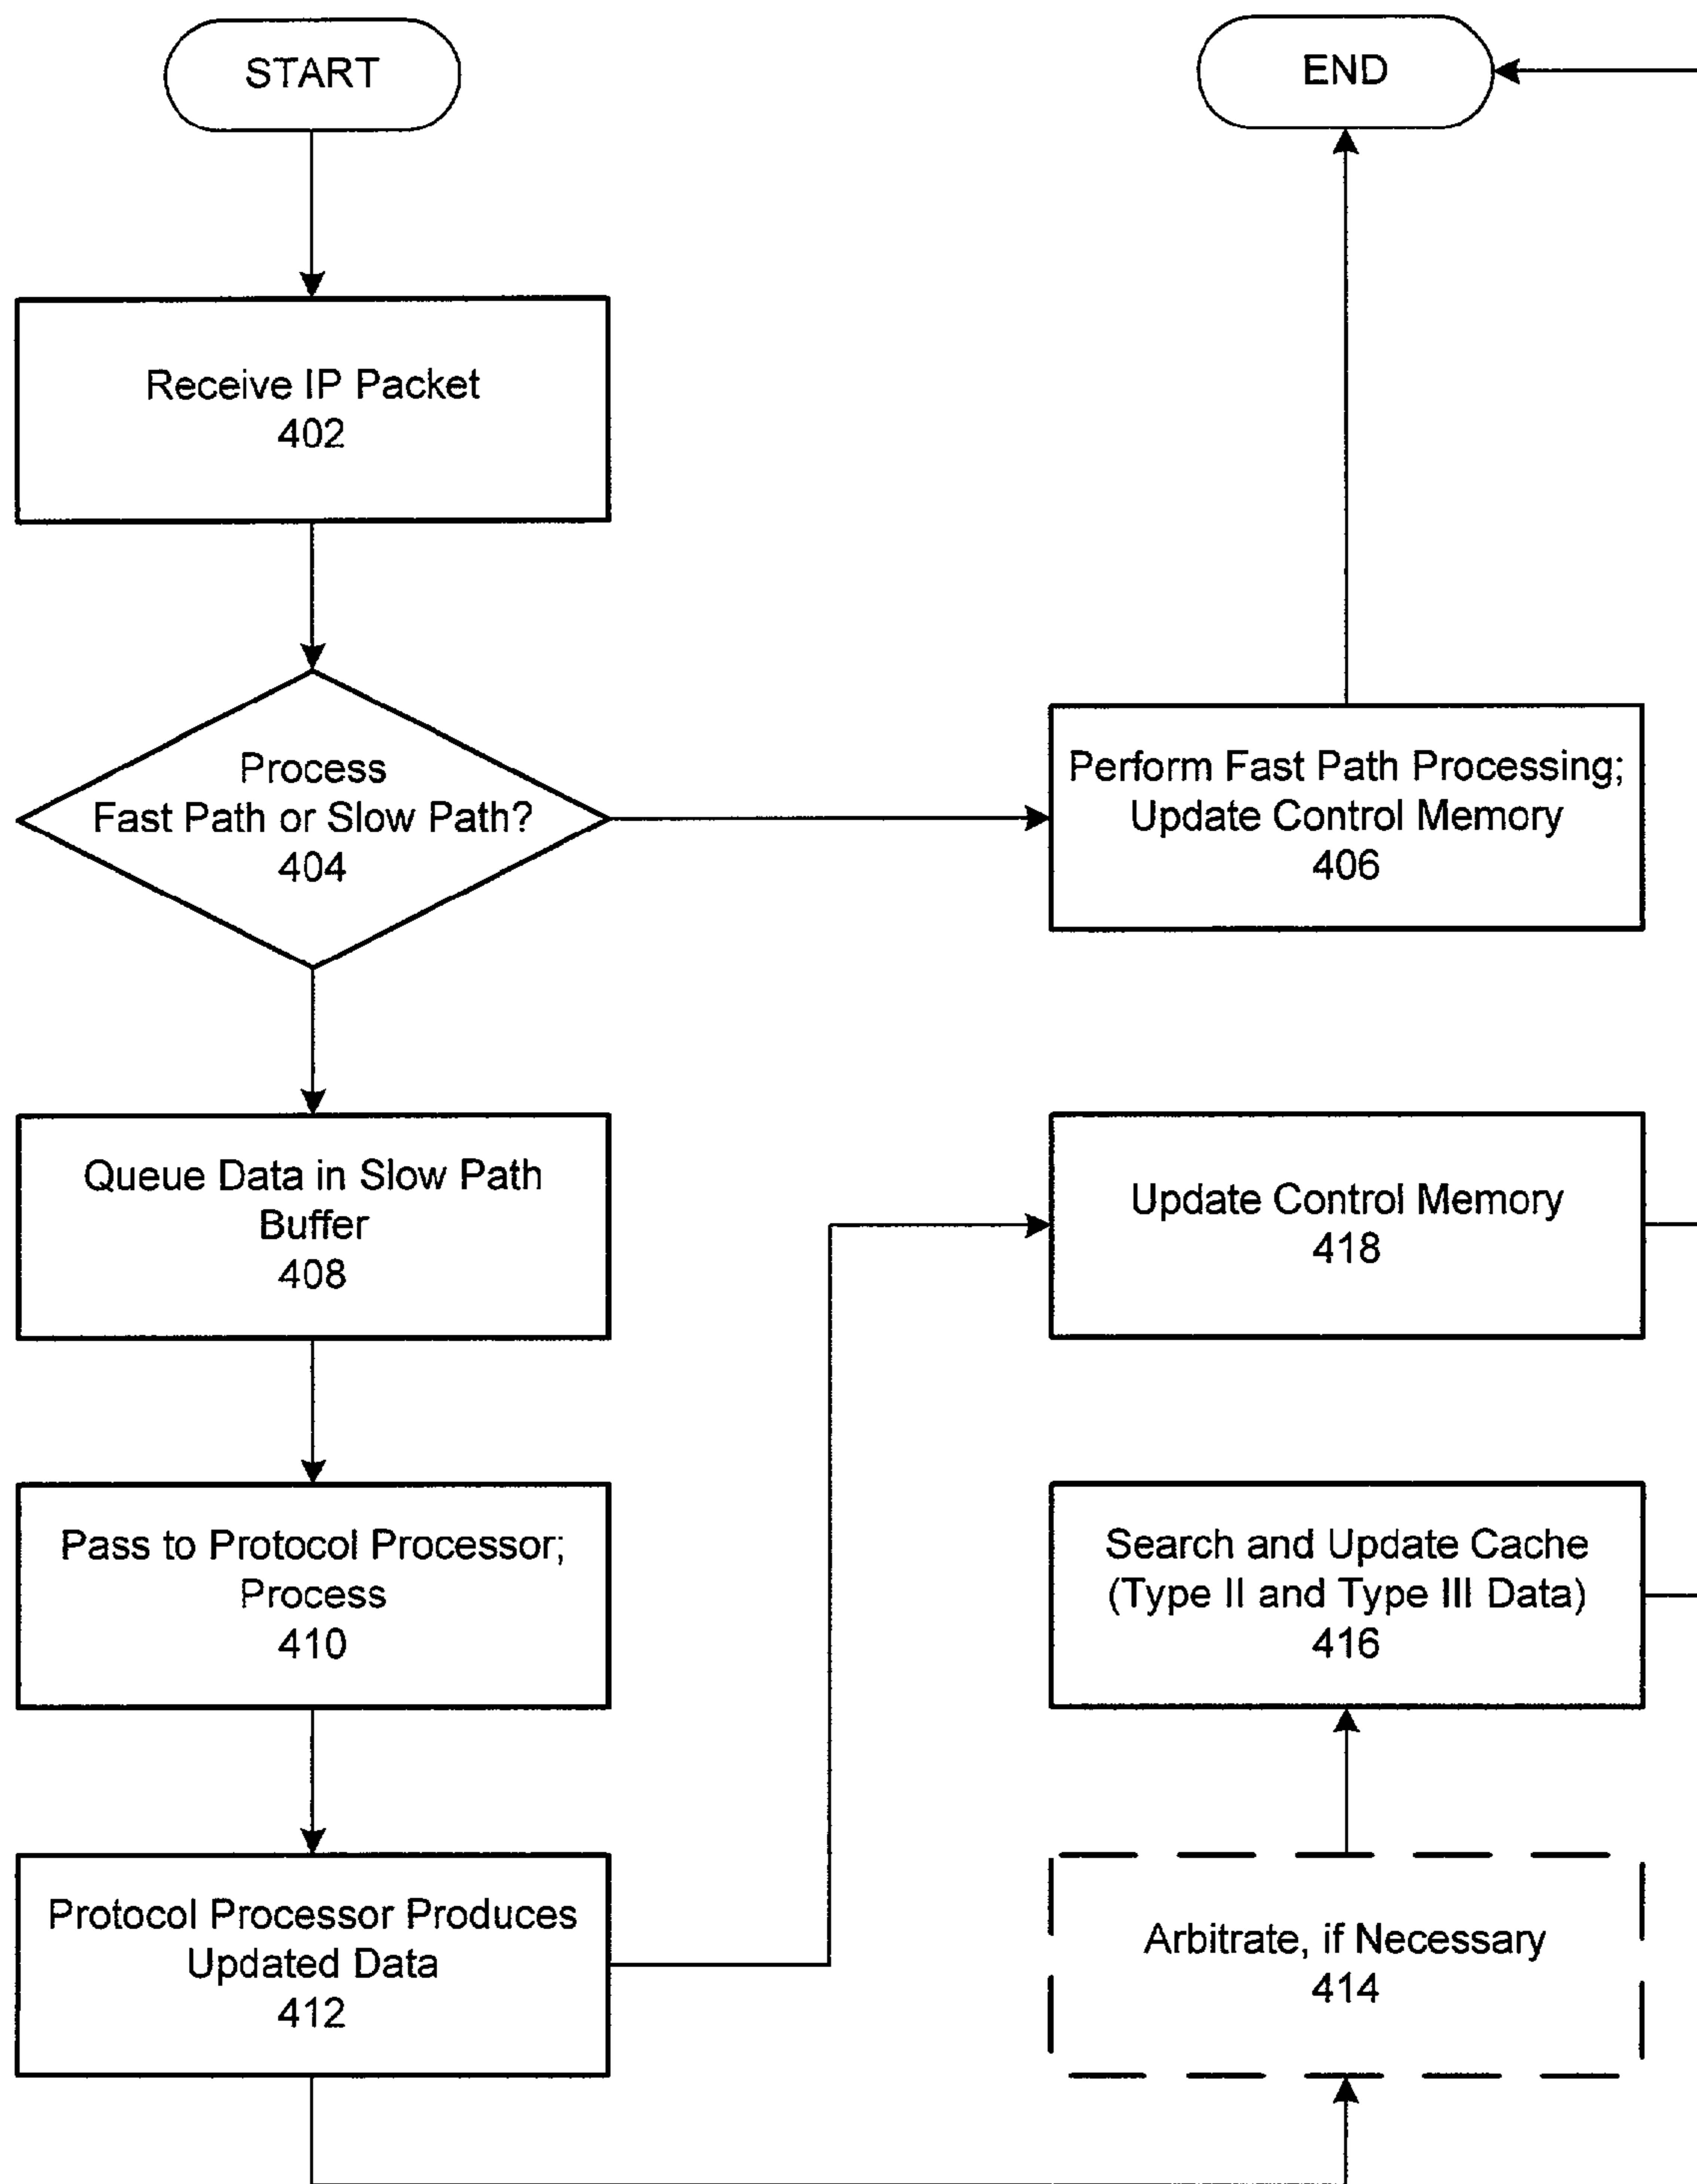 START
END
Receive IP Packet
402
Process
Fast Path or Slow Path?
404
Perform Fast Path Processing;
Update Control Memory
406
Queue Data in Slow Path
Buffer
408
Update Control Memory
418
Pass to Protocol Processor;
Process
410
Search and Update Cache
(Type II and Type III Data)
416
Protocol Processor Produces
Updated Data
412
Arbitrate, if Necessary
414